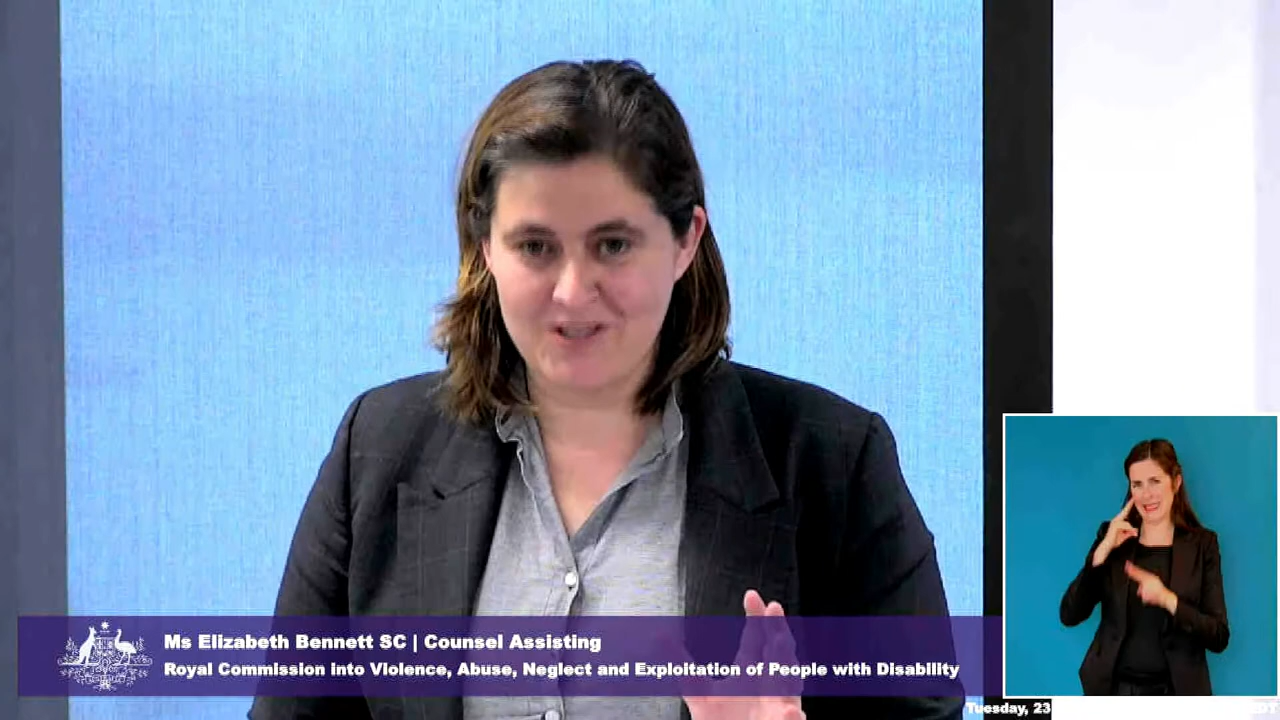 Ms Elizabeth Bennett SC | Counsel Assisting
Royal Commission into Violence, Abuse, Neglect and Exploitation of People with Disability
Tuesday, 23